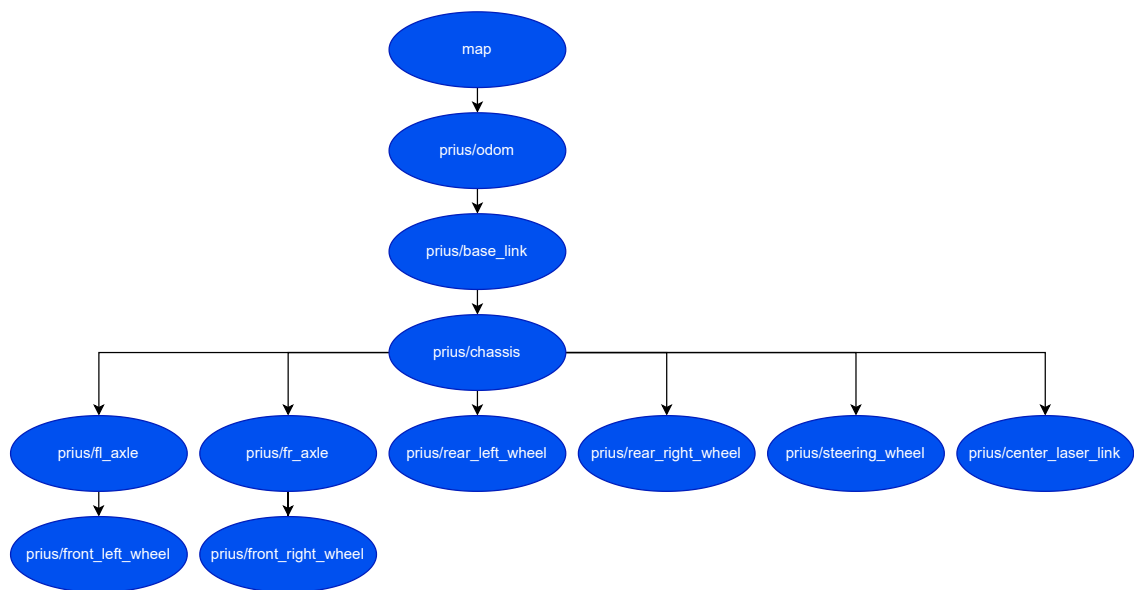 map
prius/odom
prius/base_link
prius/chassis
prius/fl_axle
prius/fr_axle
prius/rear_left_wheel
prius/rear_right_wheel
prius/steering_wheel
prius/center_laser_link
prius/front_left_wheel
prius/front_right_wheel